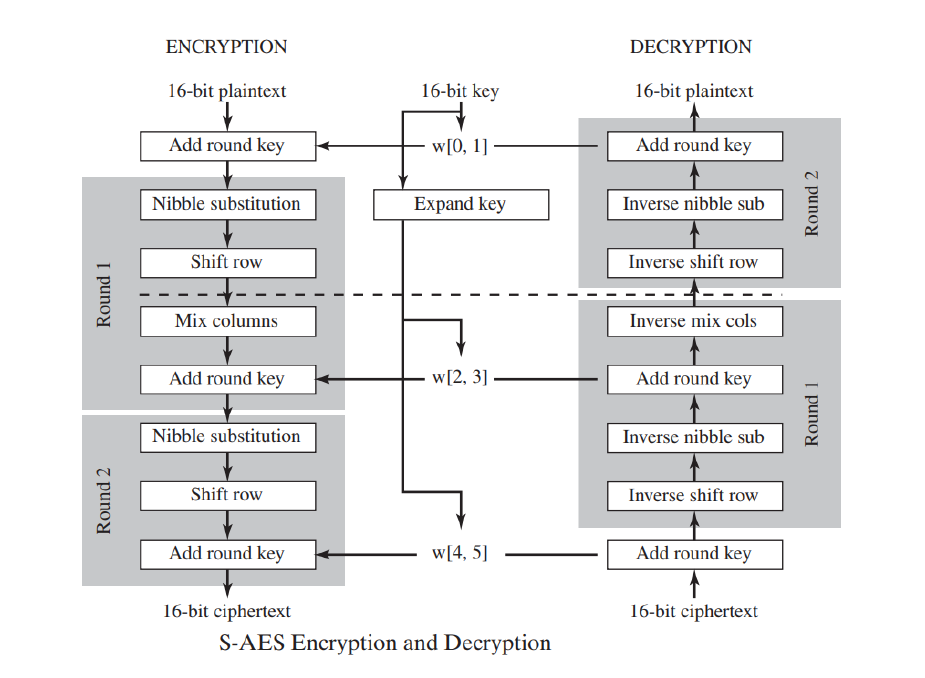 ENCRYPTION
DECRYPTION
16-bit plaintext
16-bit key
16-bit plaintext
Add round key
w[0, 1]
Add round key
Nibble substitution
Expand key
Inverse nibble sub
Round 2
Shift row
Inverse shift row
Round 1
Mix columns
Inverse mix cols
Add round key
w[2, 3]
Add round key
Round 1
Nibble substitution
Inverse nibble sub
Shift row
Inverse shift row
Round 2
Add round key
w[4, 5]
Add round key
16-bit ciphertext
16-bit ciphertext
S-AES Encryption and Decryption